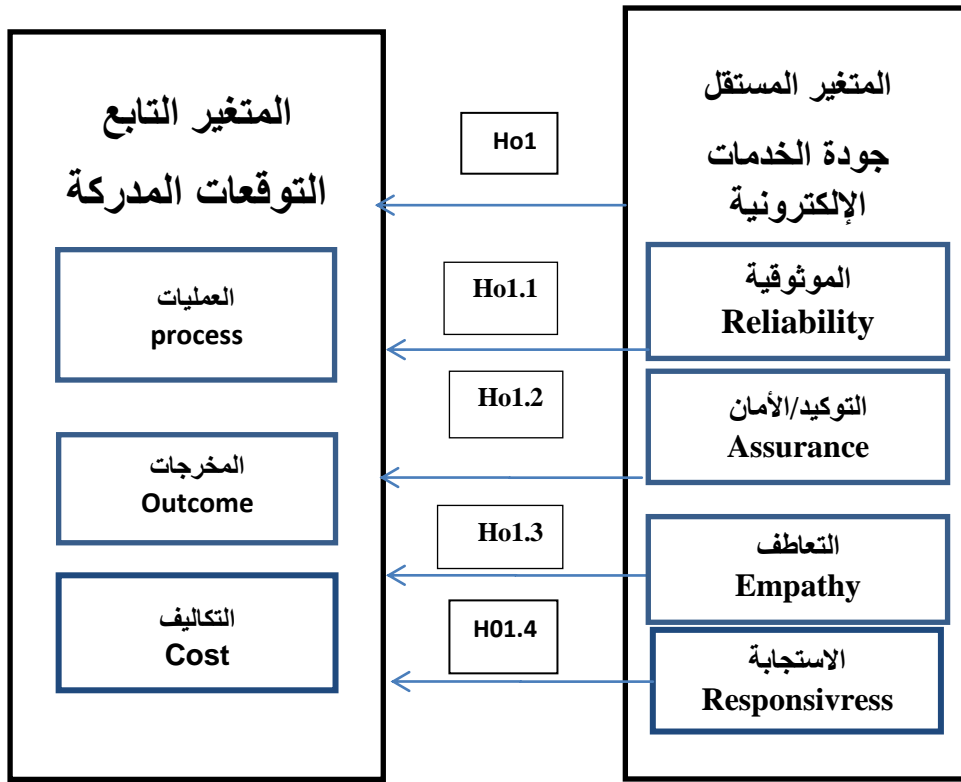 المتغير المستقل
جودة الخدمات
الإلكترونية
الموثوقية
Reliability
التوكيد/الأمان
Assurance
التعاطف
Empathy
الاستجابة
Responsivress
Ho1
Ho1.1
Ho1.2
Ho1.3
H01.4
المتغير التابع
التوقعات المدركة
العمليات
process
المخرجات
Outcome
التكاليف
Cost